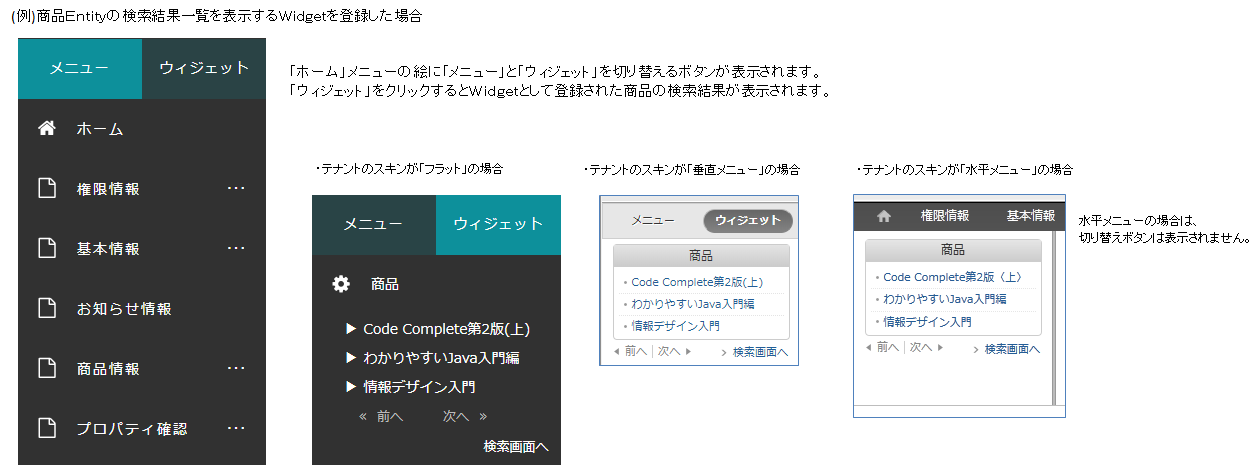 (例)商品Entityの検索結果一覧を表示するWidgetを登録した場合
メニュー ウィジェット
ホーム
権限情報 ...
基本情報 ...
お知らせ情報
商品情報 ...
プロパティ確認 ...
「ホーム」メニューの絵に「メニュー」と「ウィジェット」を切り替えるボタンが表示されます。
「ウィジェット」をクリックするとWidgetとして登録された商品の検索結果が表示されます。
・テナントのスキンが「フラット」の場合
メニュー ウィジェット
商品
▶ Code Complete第2版(上)
▶ わかりやすいJava入門編
▶ 情報デザイン入門
« 前へ 次へ »
検索画面へ
・テナントのスキンが「垂直メニュー」の場合
メニュー ウィジェット
商品
・Code Complete第2版(上)
・わかりやすいJava入門編
・情報デザイン入門
◀ 前へ | 次へ ▶ > 検索画面へ
・テナントのスキンが「水平メニュー」の場合
権限情報 基本情報
商品
・Code Complete第2版〈上〉
・わかりやすいJava入門編
・情報デザイン入門
◀ 前へ | 次へ ▶ > 検索画面へ
水平メニューの場合は、
切り替えボタンは表示されません。